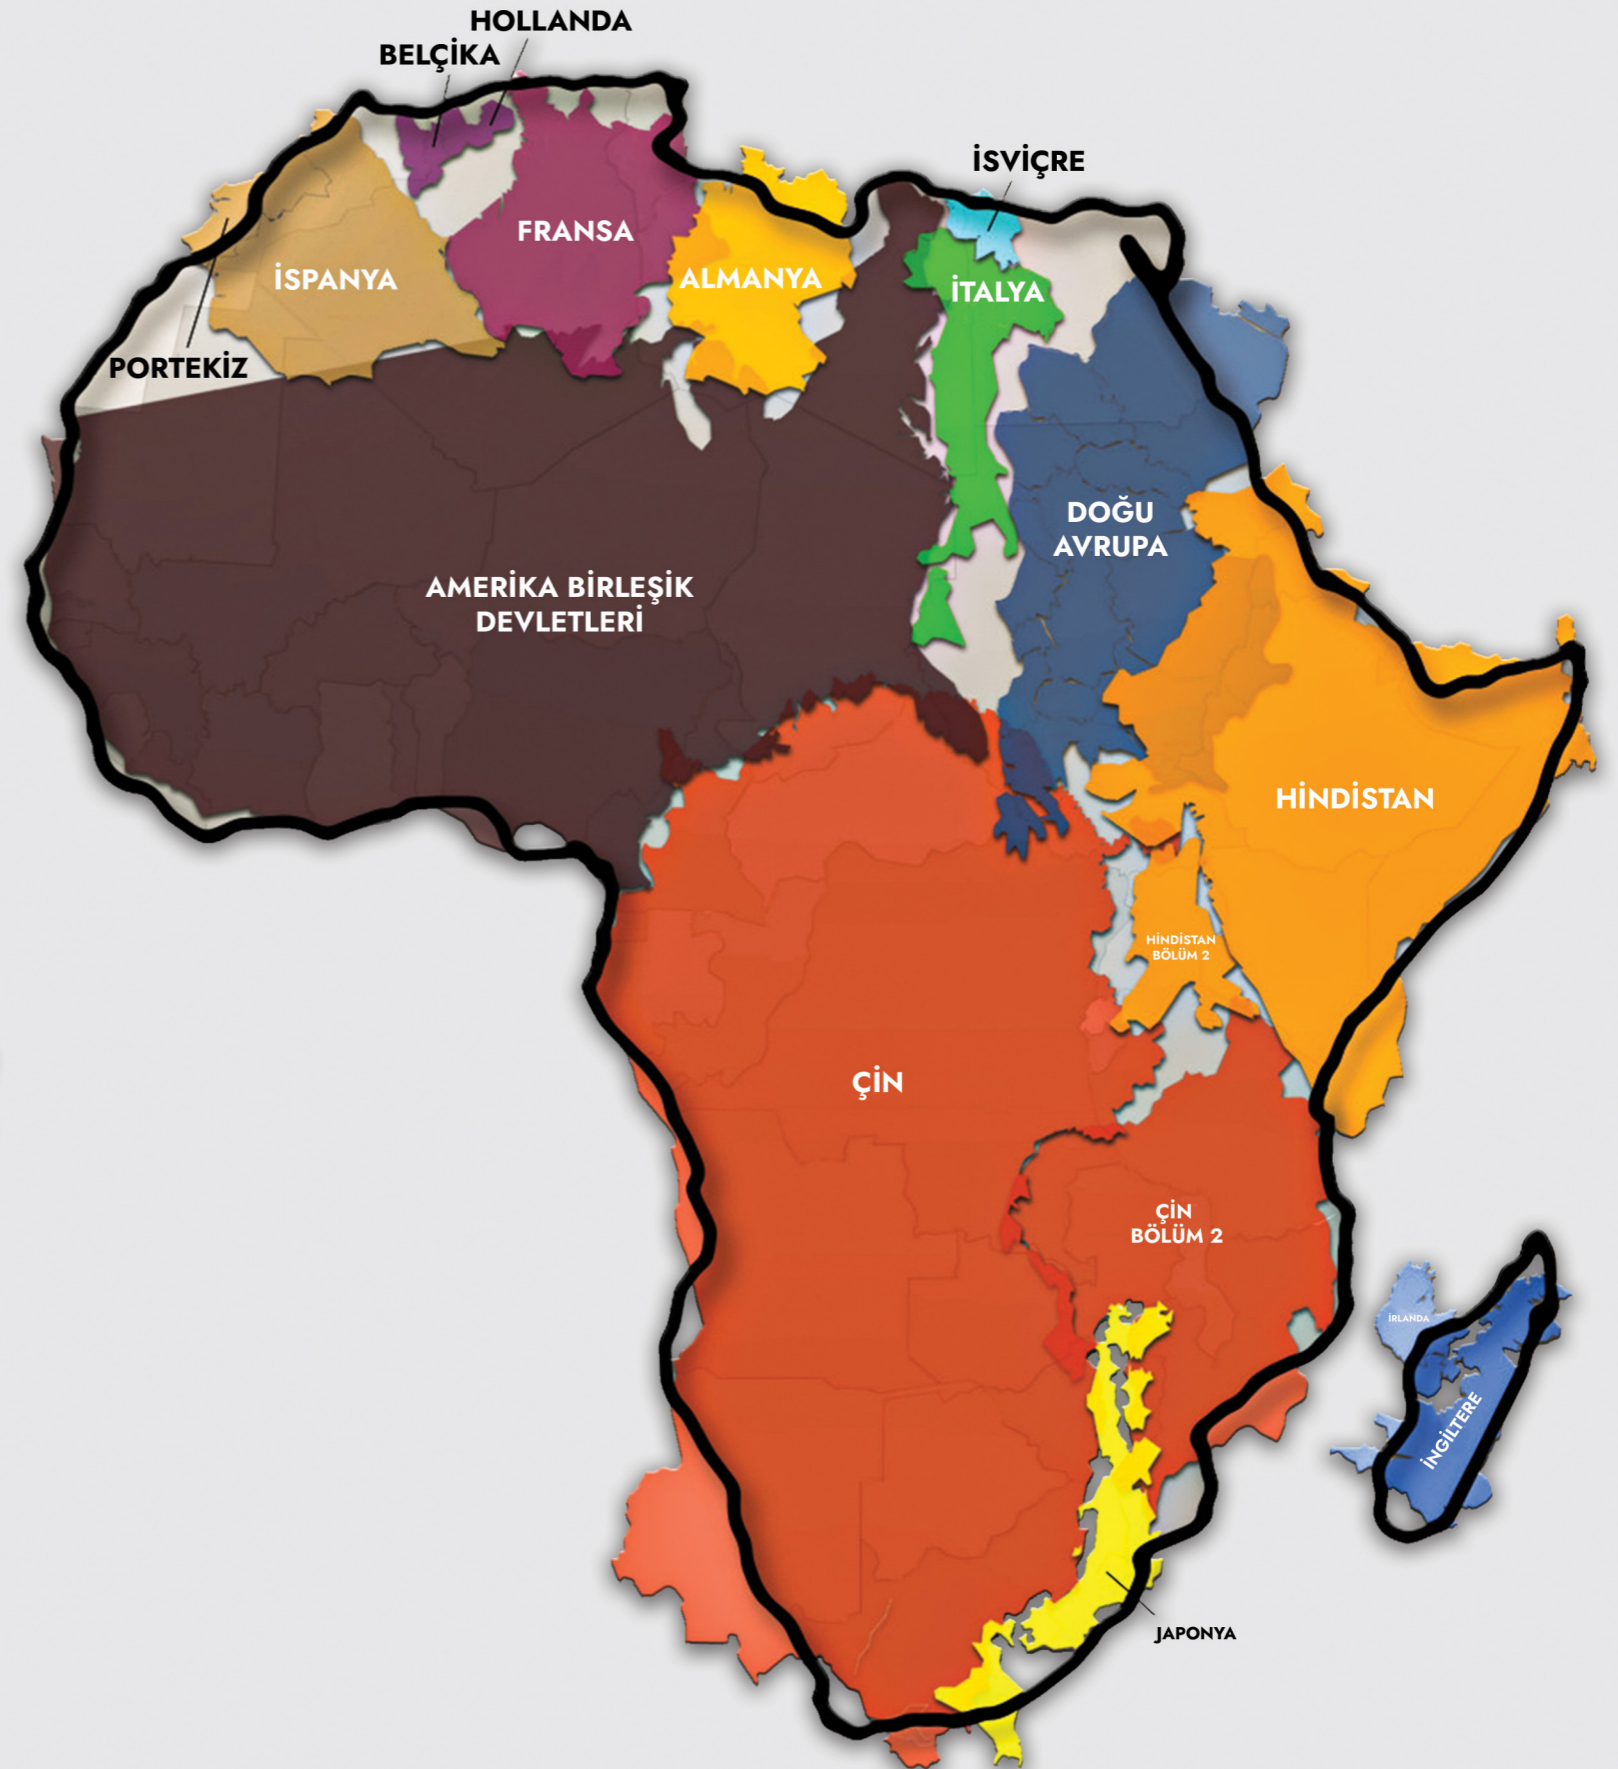 HOLLANDA
BELÇİKA
İSVİÇRE
FRANSA
İSPANYA
ALMANYA
İTALYA
PORTEKİZ
DOĞU
AVRUPA
AMERİKA BİRLEŞİK
DEVLETLERİ
HİNDİSTAN
HİNDİSTAN
BÖLÜM 2
ÇİN
ÇİN
BÖLÜM 2
İRLANDA
İNGİLTERE
JAPONYA